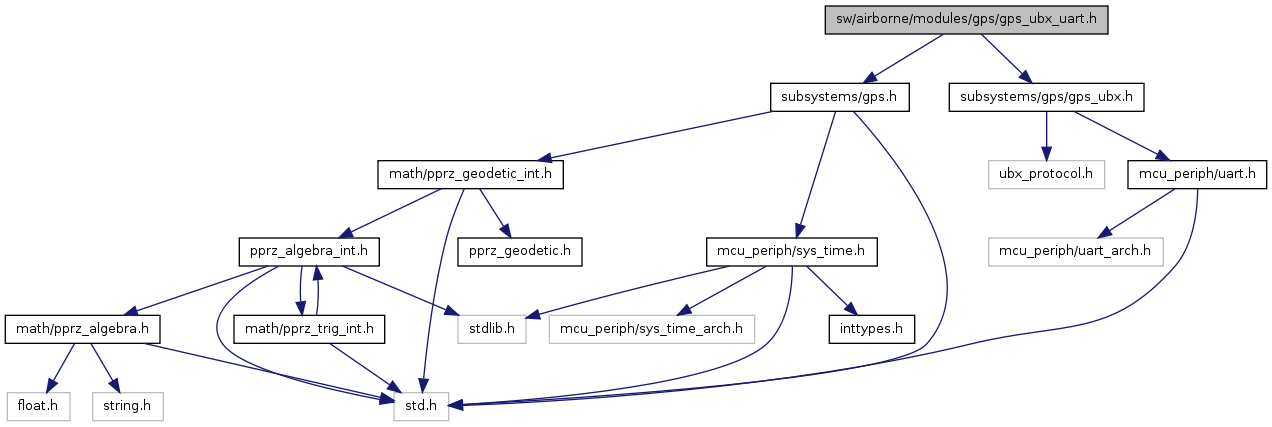 sw/airborne/modules/gps/gps_ubx_uart.h
subsystems/gps.h
subsystems/gps/gps_ubx.h
math/pprz_geodetic_int.h
ubx_protocol.h
mcu_periph/uart.h
pprz_algebra_int.h
pprz_geodetic.h
mcu_periph/sys_time.h
mcu_periph/uart_arch.h
math/pprz_algebra.h
math/pprz_trig_int.h
stdlib.h
mcu_periph/sys_time_arch.h
inttypes.h
float.h
string.h
std.h